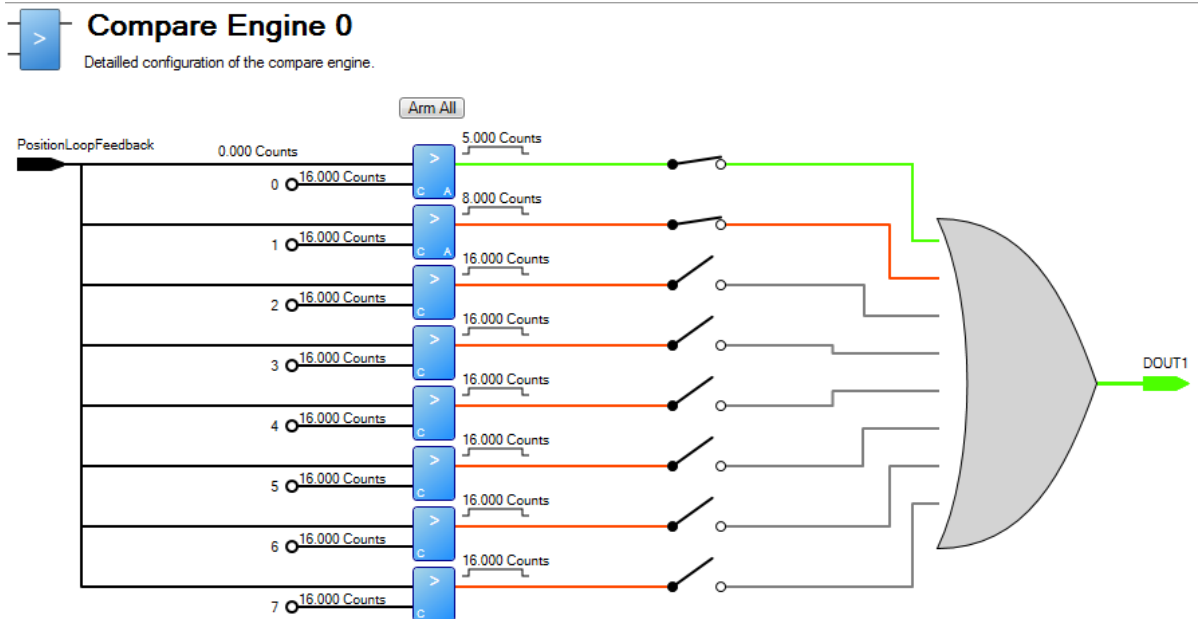 >
Compare Engine 0
Detailled configuration of the compare engine.
Arm All
PositionLoopFeedback
0.000 Counts
5.000 Counts
>
0
16.000 Counts
C A
8.000 Counts
>
1
16.000 Counts
C A
16.000 Counts
>
2
16.000 Counts
C
16.000 Counts
>
3
16.000 Counts
C
16.000 Counts
>
4
16.000 Counts
C
16.000 Counts
>
5
16.000 Counts
C
16.000 Counts
>
6
16.000 Counts
C
16.000 Counts
>
7
16.000 Counts
C
DOUT1